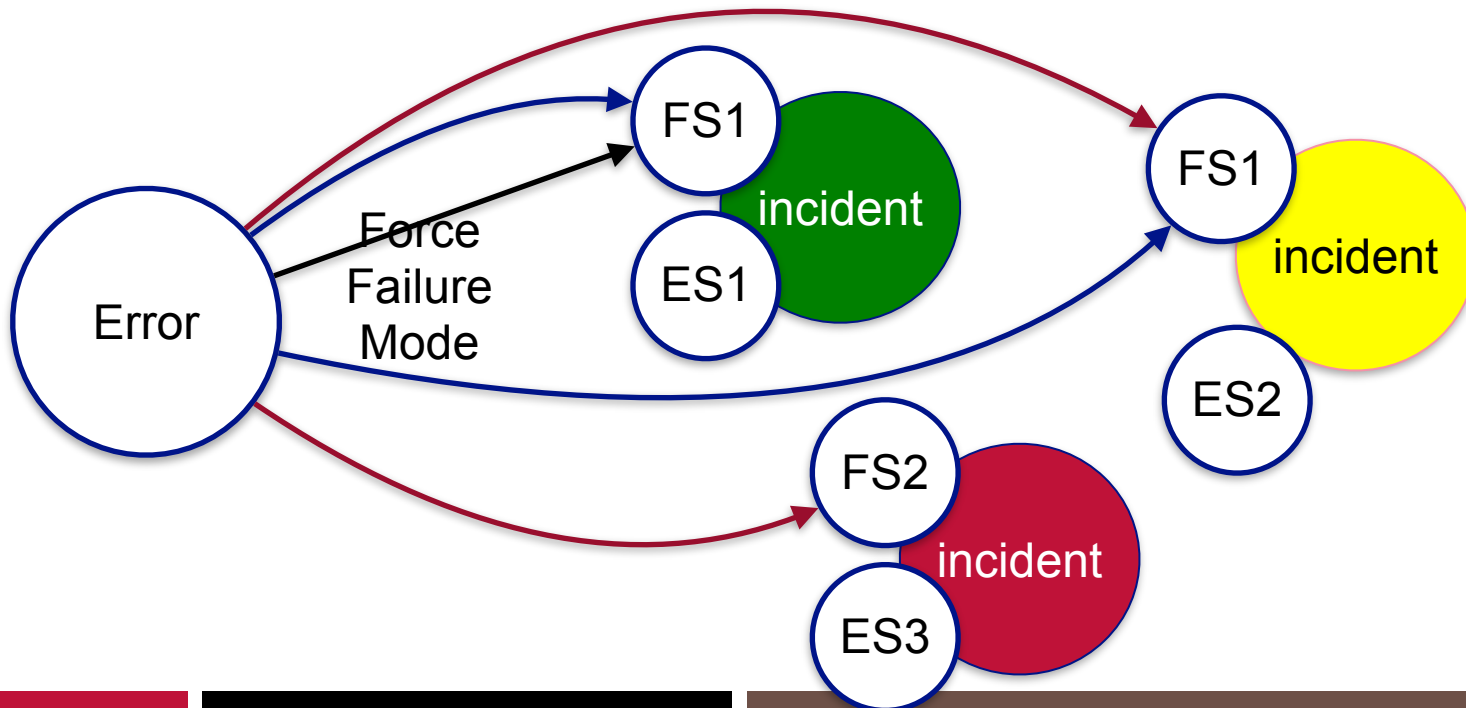 Error
Force
Failure
Mode
FS1
incident
ES1
FS1
incident
ES2
FS2
incident
ES3